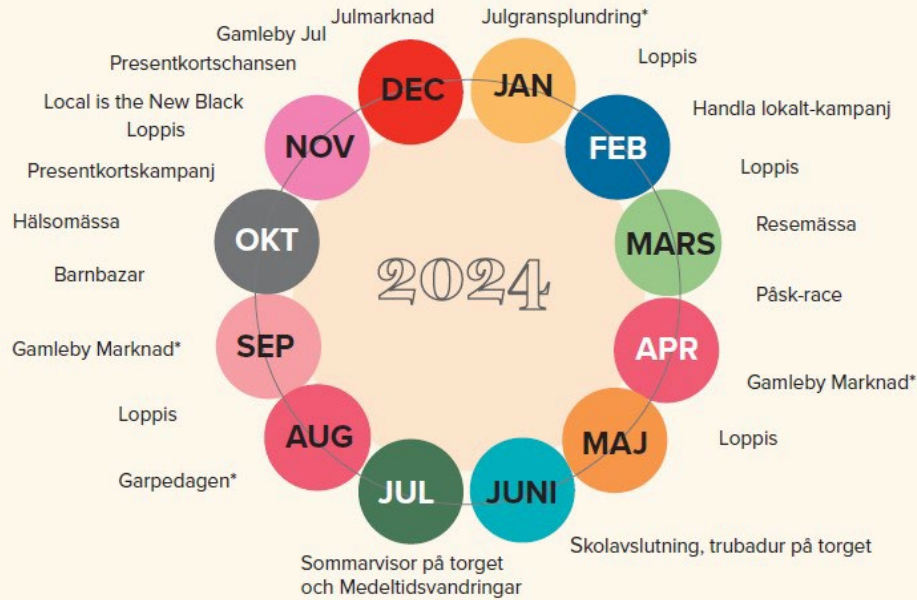 Julmarknad
Julgransplundring*
Gamleby Jul
Presentkortschansen
Loppis
DEC
JAN
Local is the New Black
Loppis
Handla lokalt-kampanj
NOV
FEB
Presentkortskampanj
Loppis
Hälsomässa
OKT
MARS
Resemässa
Barnbazar
2024
Påsk-race
Gamleby Marknad*
SEP
APR
Gamleby Marknad*
Loppis
AUG
MAJ
Loppis
Garpedagen*
JUL
JUNI
Skolavslutning, trubadur på torget
Sommarvisor på torget
och Medeltidsvandringar